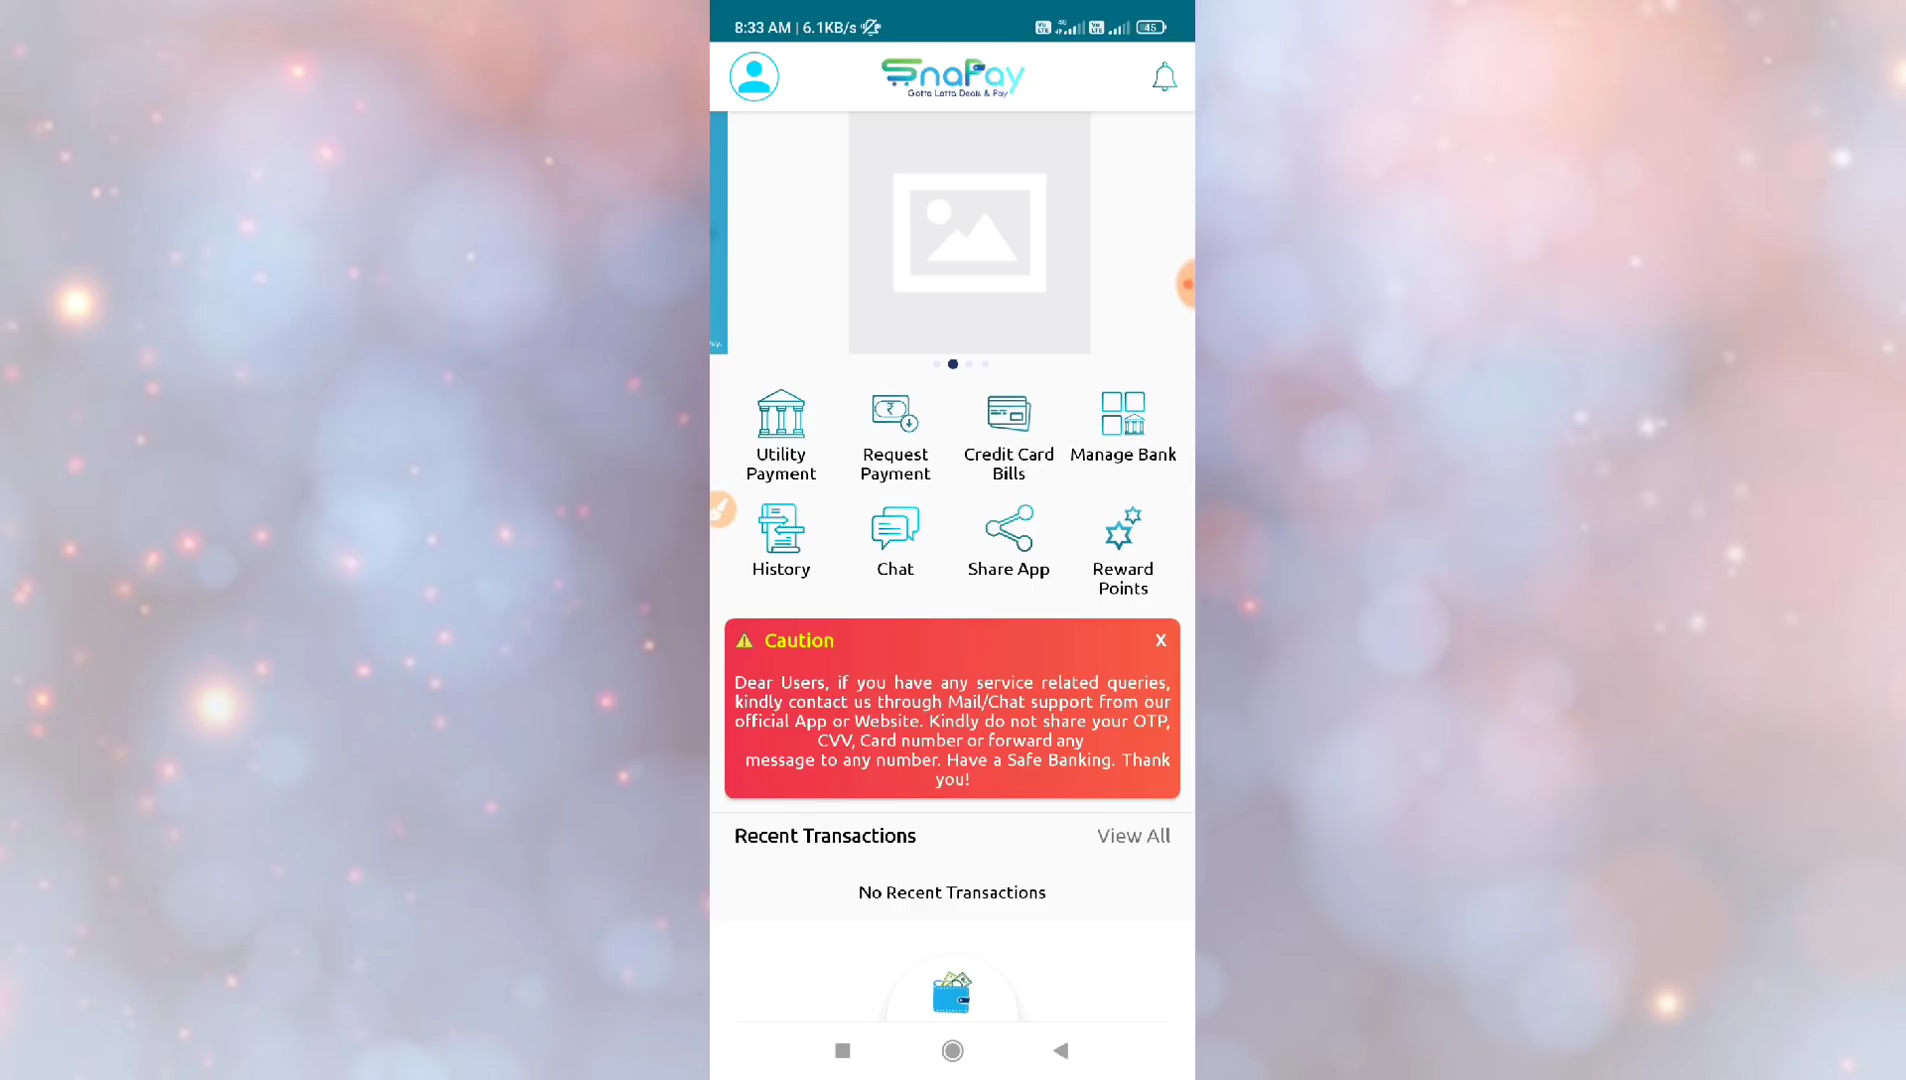 8:33 AM | 6.1KB/s
4G
45
SnaPay
Gotta Lotta Deals & Pay
Pay.
Utility Payment
Request Payment
Credit Card Bills
Manage Bank
History
Chat
Share App
Reward Points
Caution X
Dear Users, if you have any service related queries,
kindly contact us through Mail/Chat support from our
official App or Website. Kindly do not share your OTP,
CVV, Card number or forward any
message to any number. Have a Safe Banking. Thank
you!
Recent Transactions View All
No Recent Transactions